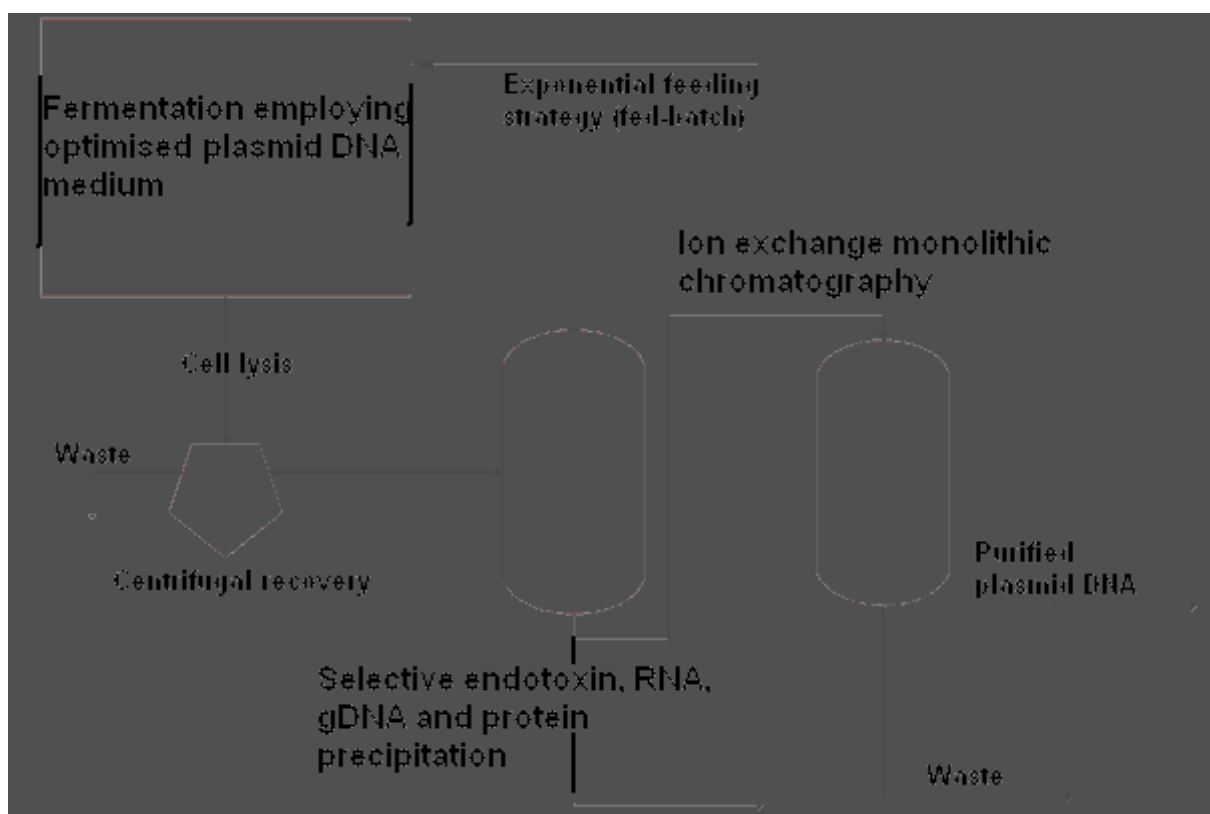 Exponential feeding
strategy (fed-batch)
Fermentation employing
optimised plasmid DNA
medium
Ion exchange monolithic
chromatography
Cell lysis
Waste
Centrifugal recovery
Purified
plasmid DNA
Selective endotoxin, RNA,
gDNA and protein
precipitation
Waste